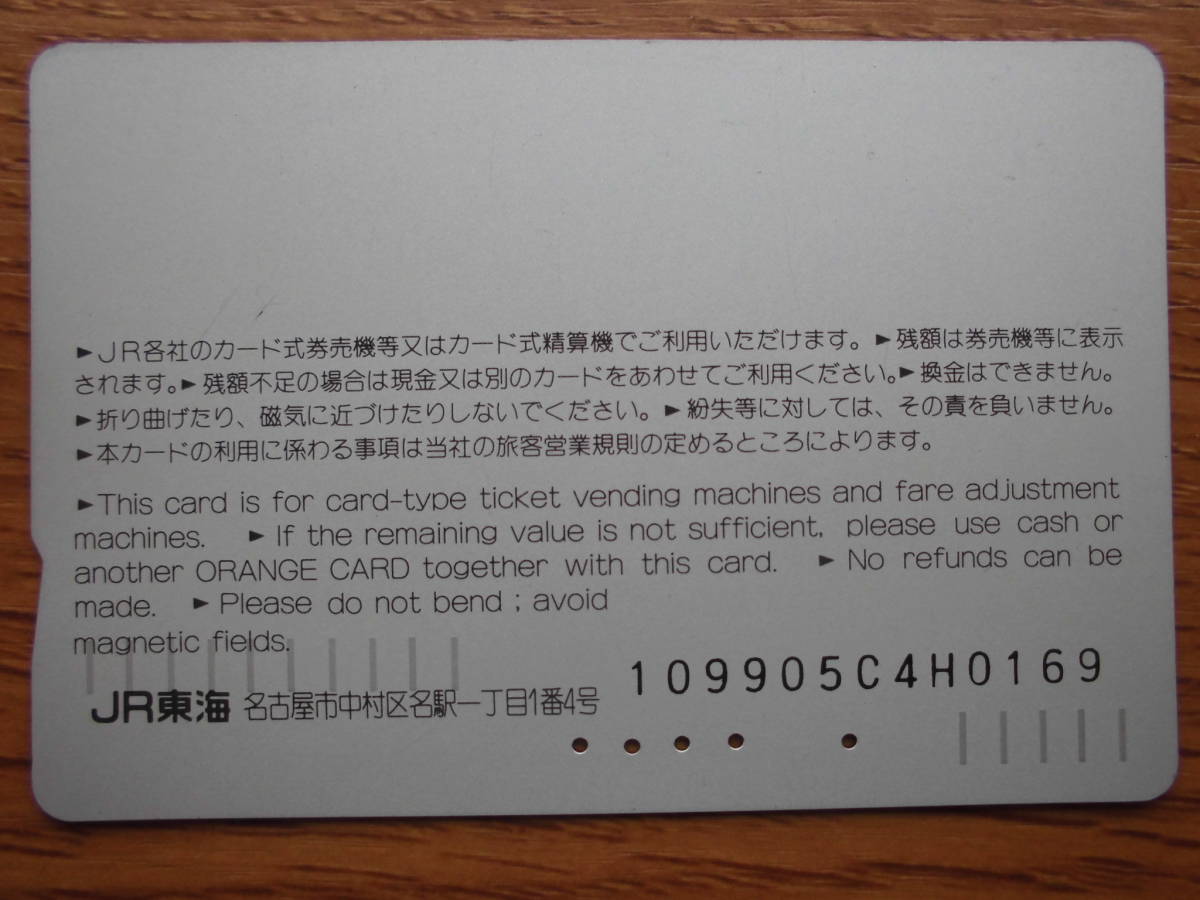 ►JR各社のカード式券売機等又はカード式精算機でご利用いただけます。►残額は券売機等に表示
されます。►残額不足の場合は現金又は別のカードをあわせてご利用ください。►換金はできません。
►折り曲げたり、磁気に近づけたりしないでください。►紛失等に対しては、その責を負いません。
►本カードの利用に係わる事項は当社の旅客営業規則の定めるところによります。
►This card is for card-type ticket vending machines and fare adjustment
machines. ►If the remaining value is not sufficient, please use cash or
another ORANGE CARD together with this card. ►No refunds can be
made. ►Please do not bend ; avoid
magnetic fields.
109905C4H0169
JR東海 名古屋市中村区名駅一丁目1番4号